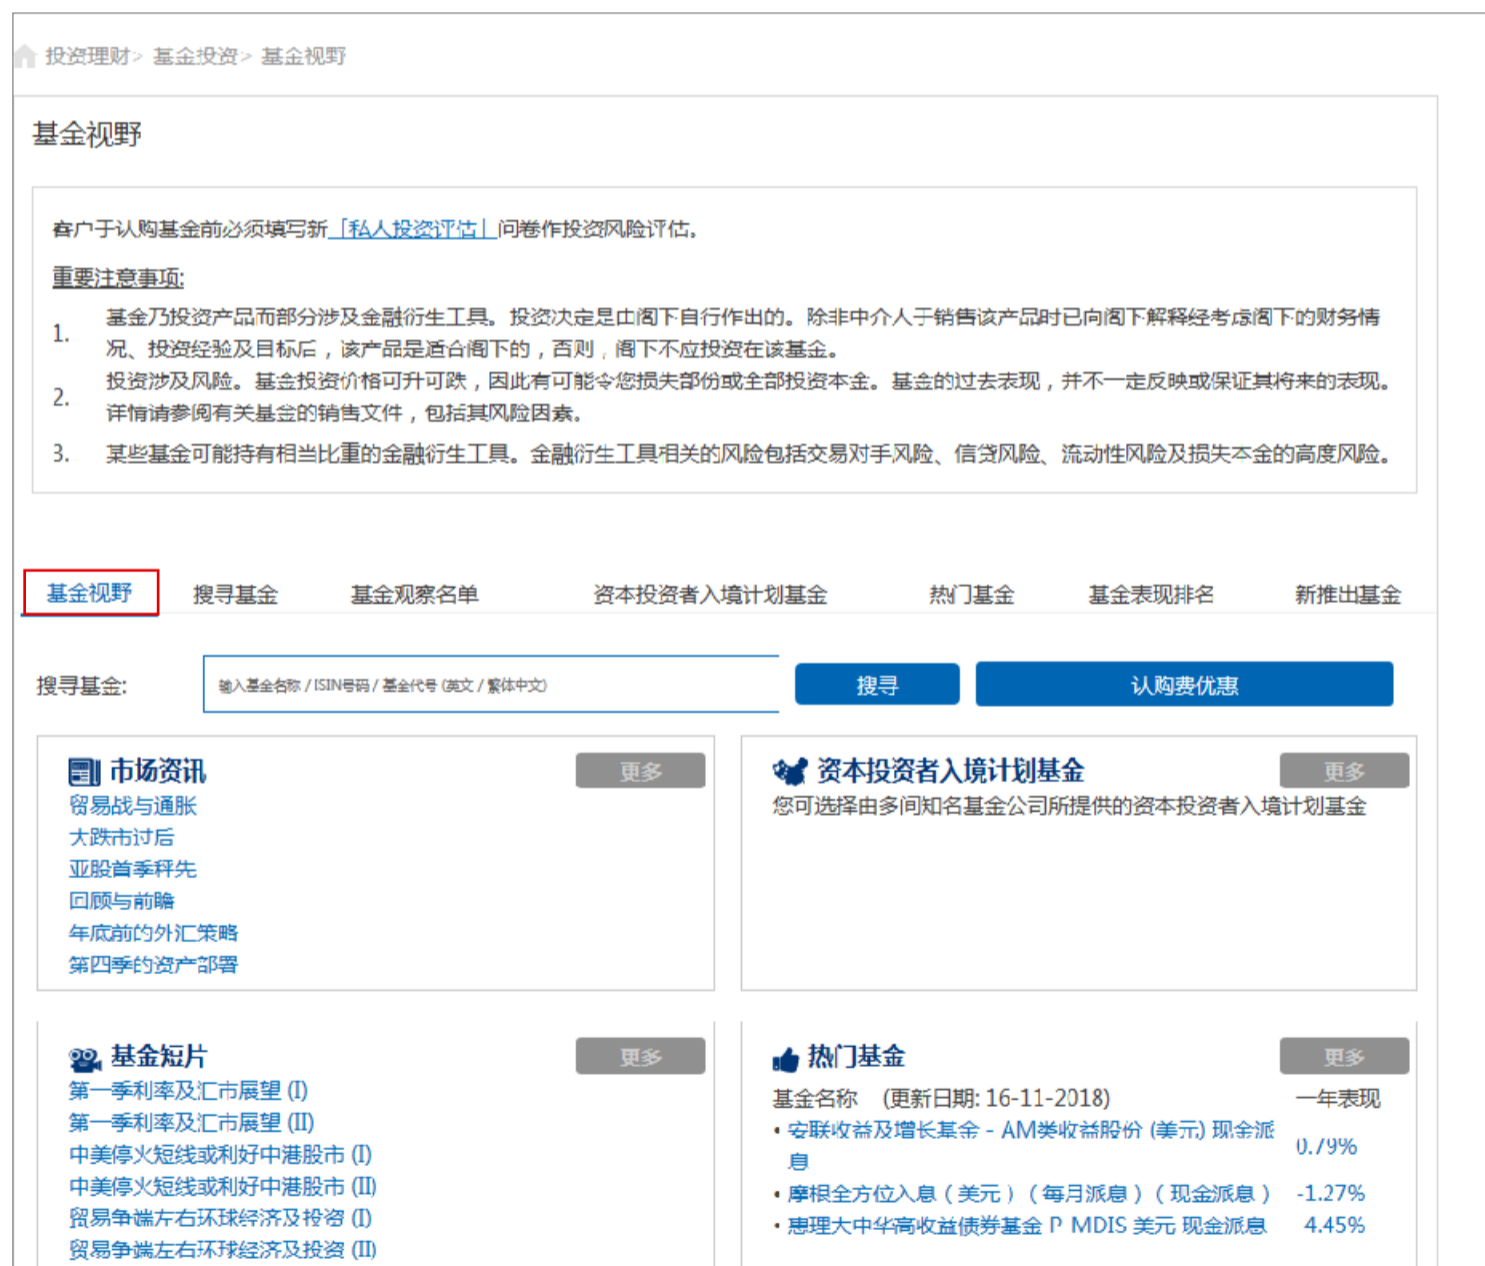 投资理财> 基金投资> 基金视野
基金视野
客户于认购基金前必须填写新「私人投资评估」问卷作投资风险评估。
重要注意事项:
1. 基金乃投资产品而部分涉及金融衍生工具。投资决定是由阁下自行作出的。除非中介人于销售该产品时已向阁下解释经考虑阁下的财务情
况、投资经验及目标后，该产品是适合阁下的，否则，阁下不应投资在该基金。
2. 投资涉及风险。基金投资价格可升可跌，因此有可能令您损失部份或全部投资本金。基金的过去表现，并不一定反映或保证其将来的表现。
详情请参阅有关基金的销售文件，包括其风险因素。
3. 某些基金可能持有相当比重的金融衍生工具。金融衍生工具相关的风险包括交易对手风险、信贷风险、流动性风险及损失本金的高度风险。
基金视野 搜寻基金 基金观察名单 资本投资者入境计划基金 热门基金 基金表现排名 新推出基金
搜寻基金: 输入基金名称 / ISIN号码 / 基金代号 (英文 / 繁体中文) 搜寻 认购费优惠
市场资讯 更多
贸易战与通胀
大跌市过后
亚股首季秤先
回顾与前瞻
年底前的外汇策略
第四季的资产部署
资本投资者入境计划基金 更多
您可选择由多间知名基金公司所提供的资本投资者入境计划基金
基金短片 更多
第一季利率及汇市展望 (I)
第一季利率及汇市展望 (II)
中美停火短线或利好中港股市 (I)
中美停火短线或利好中港股市 (II)
贸易争端左右环球经济及投资 (I)
贸易争端左右环球经济及投资 (II)
热门基金 更多
基金名称 (更新日期: 16-11-2018) 一年表现
• 安联收益及增长基金 - AM类收益股份 (美元) 现金派
息 0.79%
• 摩根全方位入息（美元）（每月派息）（现金派息） -1.27%
• 惠理大中华高收益债券基金 P MDIS 美元 现金派息 4.45%